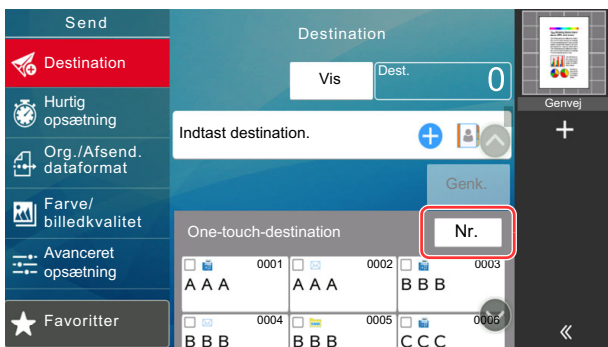 Send
Destination
Hurtig
opsætning
Org./Afsend.
dataformat
Farve/
billedkvalitet
Avanceret
opsætning
Favoritter
Destination
Vis
Dest.
0
Indtast destination.
Genk.
One-touch-destination
Nr.
0001
A A A
0002
A A A
0003
B B B
0004
B B B
0005
B B B
0006
C C C
Genvej